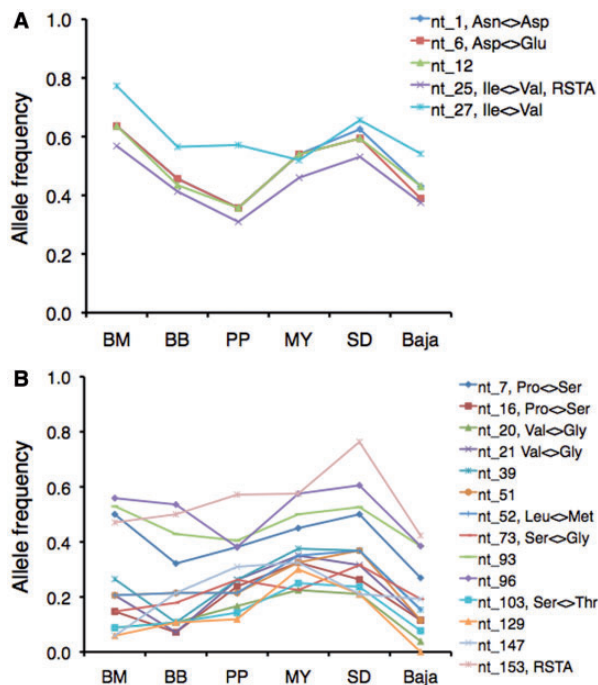 A
Allele frequency
1.0
0.8
0.6
0.4
0.2
0.0
BM BB PP MY SD Baja
nt_1, Asn<>Asp
nt_6, Asp<>Glu
nt_12
nt_25, Ile<>Val, RSTA
nt_27, Ile<>Val
B
Allele frequency
1.0
0.8
0.6
0.4
0.2
0.0
BM BB PP MY SD Baja
nt_7, Pro<>Ser
nt_16, Pro<>Ser
nt_20, Val<>Gly
nt_21 Val<>Gly
nt_39
nt_51
nt_52, Leu<>Met
nt_73, Ser<>Gly
nt_93
nt_96
nt_103, Ser<>Thr
nt_129
nt_147
nt_153, RSTA